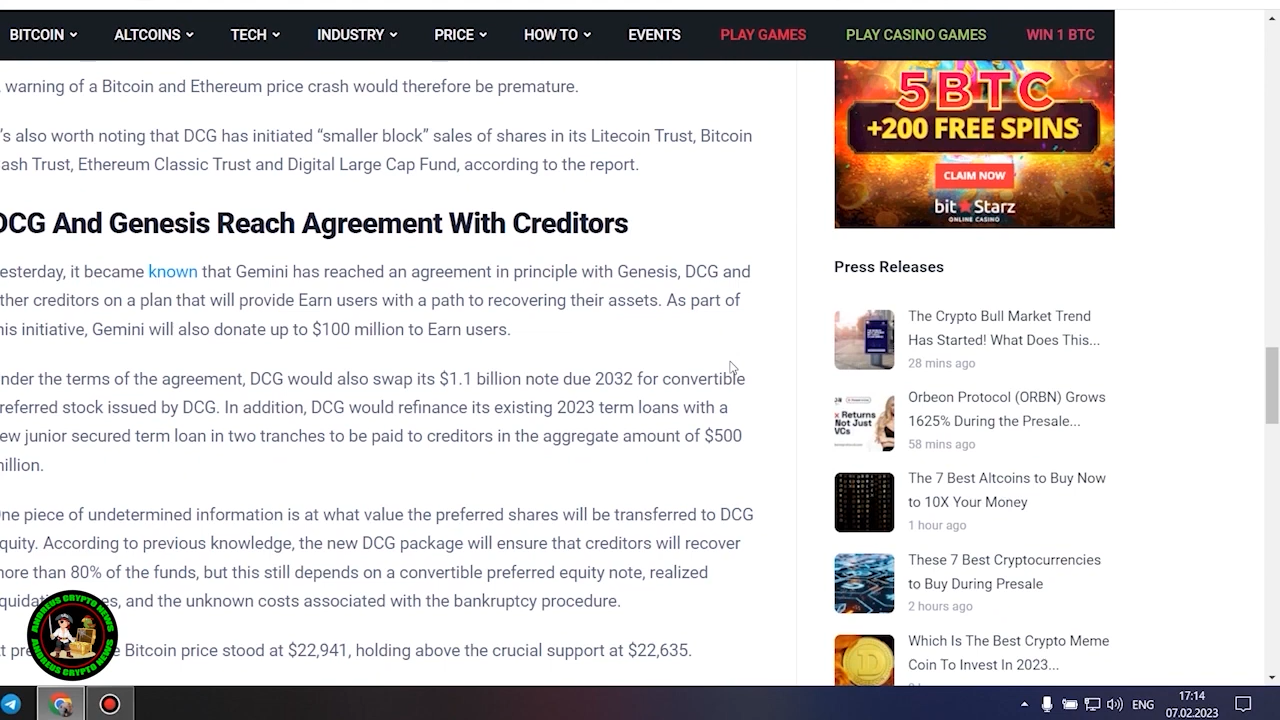 BITCOIN
ALTCOINS
TECH
INDUSTRY
PRICE
HOW TO
EVENTS
PLAY GAMES
PLAY CASINO GAMES
WIN 1 BTC
warning of a Bitcoin and Ethereum price crash would therefore be premature.
's also worth noting that DCG has initiated “smaller block” sales of shares in its Litecoin Trust, Bitcoin
ash Trust, Ethereum Classic Trust and Digital Large Cap Fund, according to the report.
DCG And Genesis Reach Agreement With Creditors
esterday, it became known that Gemini has reached an agreement in principle with Genesis, DCG and
ther creditors on a plan that will provide Earn users with a path to recovering their assets. As part of
his initiative, Gemini will also donate up to $100 million to Earn users.
nder the terms of the agreement, DCG would also swap its $1.1 billion note due 2032 for convertible
referred stock issued by DCG. In addition, DCG would refinance its existing 2023 term loans with a
ew junior secured term loan in two tranches to be paid to creditors in the aggregate amount of $500
illion.
ne piece of undetermined information is at what value the preferred shares will be transferred to DCG
quity. According to previous knowledge, the new DCG package will ensure that creditors will recover
ore than 80% of the funds, but this still depends on a convertible preferred equity note, realized
es, and the unknown costs associated with the bankruptcy procedure.
Bitcoin price stood at $22,941, holding above the crucial support at $22,635.
ANDREUS CRYPTO NEWS
ANDREUS CRYPTO NEWS
5BTC
+200 FREE SPINS
CLAIM NOW
bitStarz
ONLINE CASINO
Press Releases
The Crypto Bull Market Trend
Has Started! What Does This...
28 mins ago
Returns
Not Just
VCs
Orbeon Protocol (ORBN) Grows
1625% During the Presale...
58 mins ago
The 7 Best Altcoins to Buy Now
to 10X Your Money
1 hour ago
These 7 Best Cryptocurrencies
to Buy During Presale
2 hours ago
Which Is The Best Crypto Meme
Coin To Invest In 2023...
ENG
17:14
07.02.2023